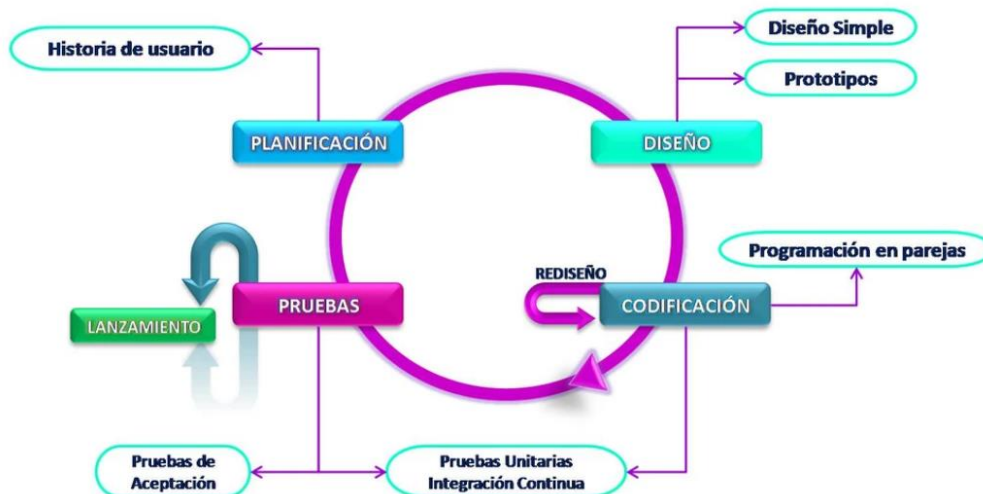 Diseño Simple
Historia de usuario
Prototipos
PLANIFICACIÓN
DISEÑO
Programación en parejas
REDISEÑO
PRUEBAS
CODIFICACIÓN
LANZAMIENTO
Pruebas de
Aceptación
Pruebas Unitarias
Integración Continua